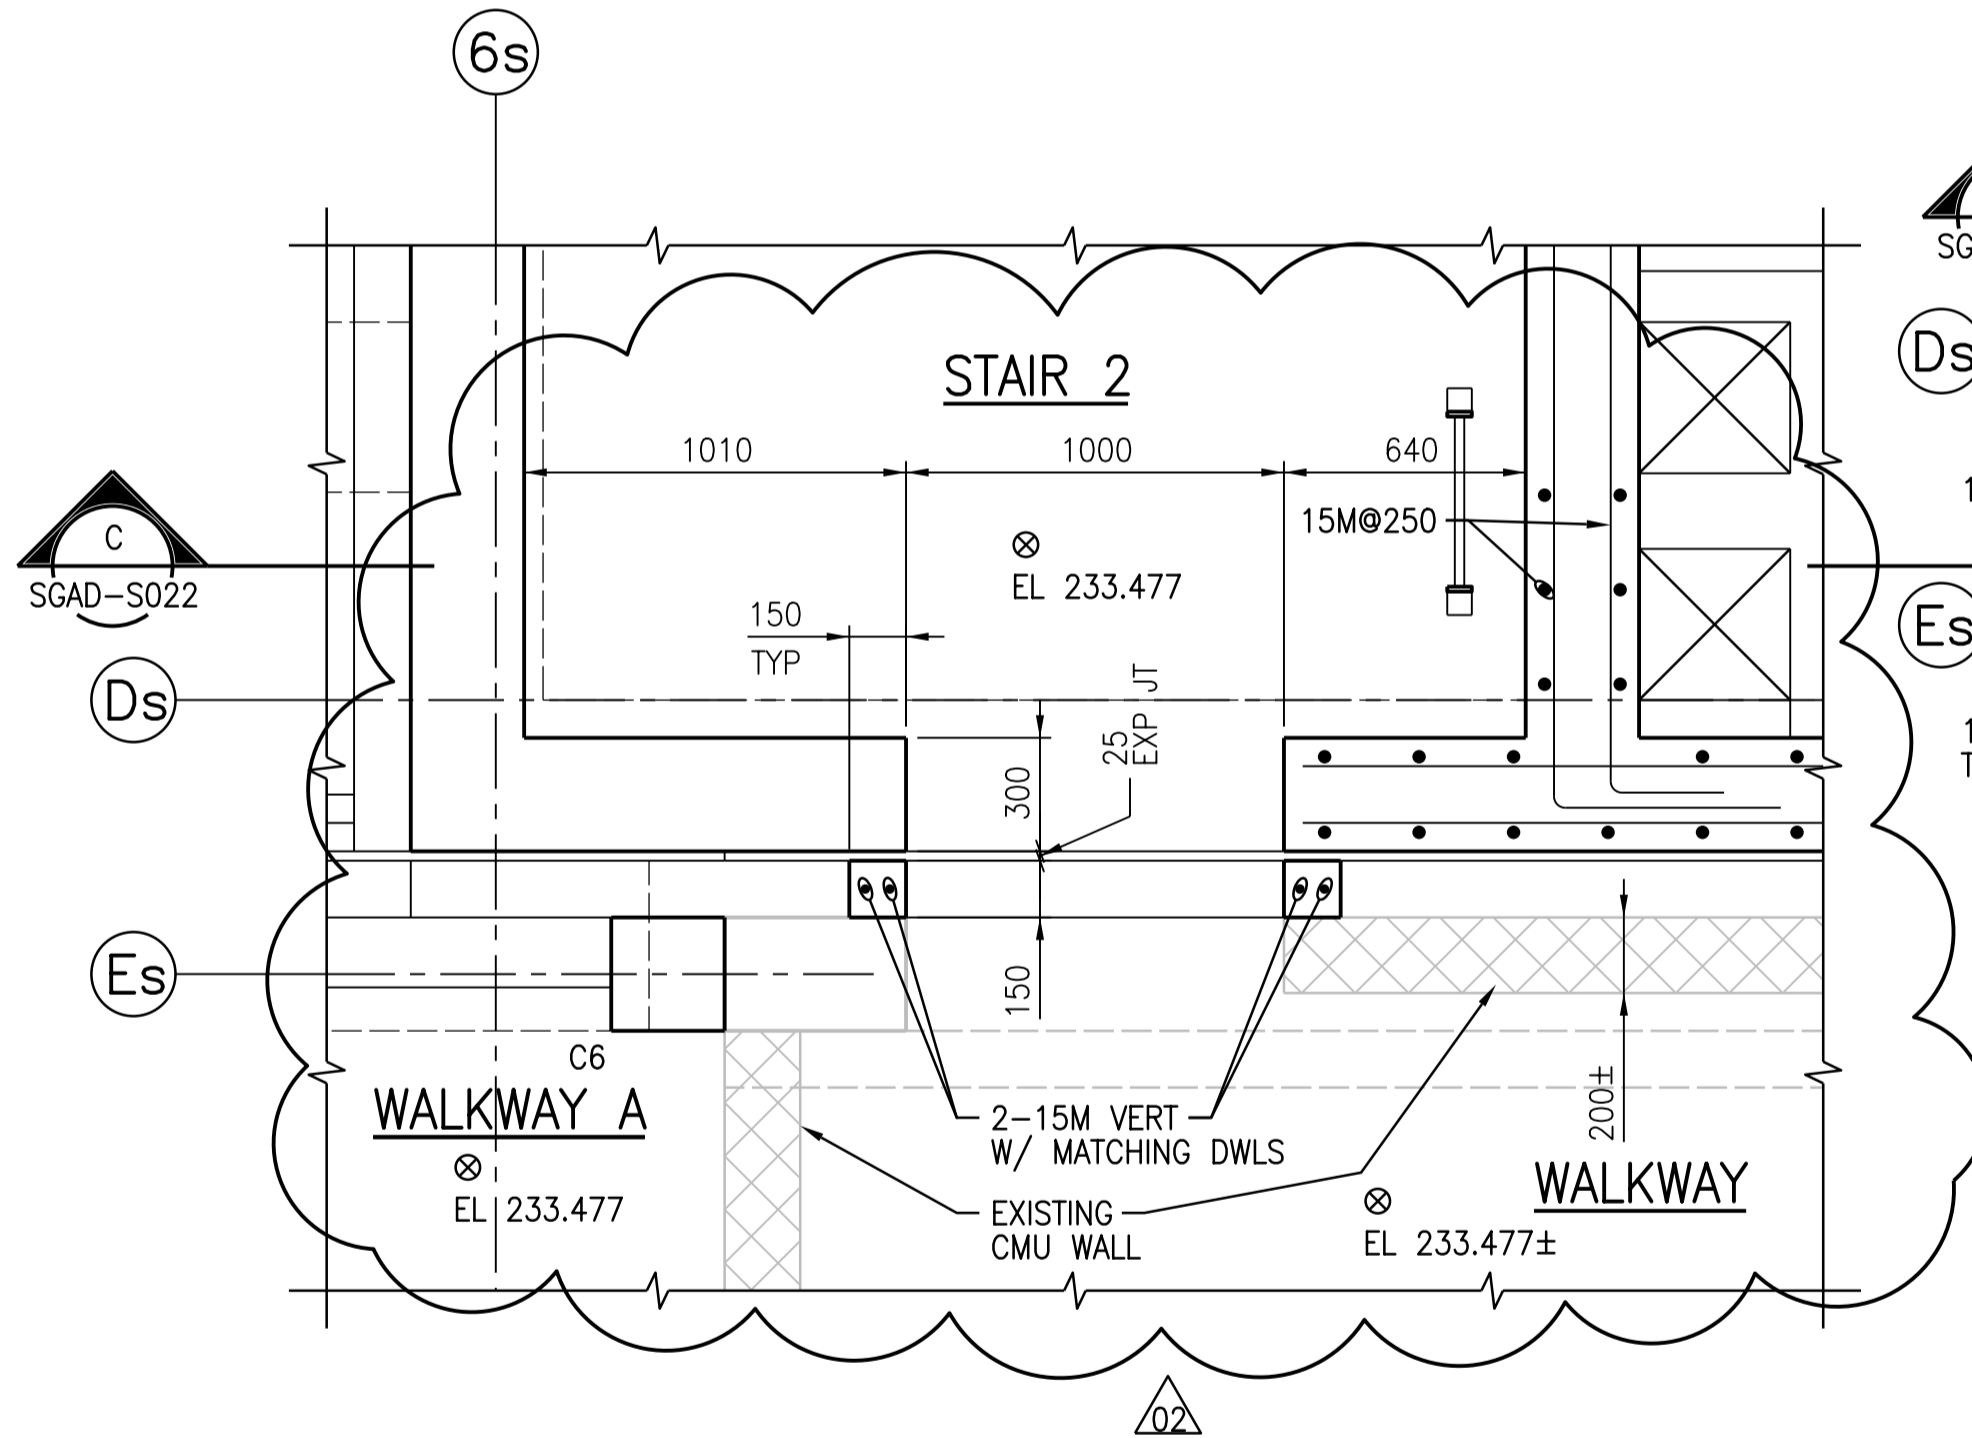 6s
SG
STAIR 2
Ds
1010
1000
640
C
15M@250
SGAD-S022
EL 233.477
150
TYP
Es
Ds
25
EXP JT
300
Es
150
C6
WALKWAY A
2-15M VERT
W/ MATCHING DWLS
200±
EL 233.477
EXISTING
CMU WALL
WALKWAY
EL 233.477±
02